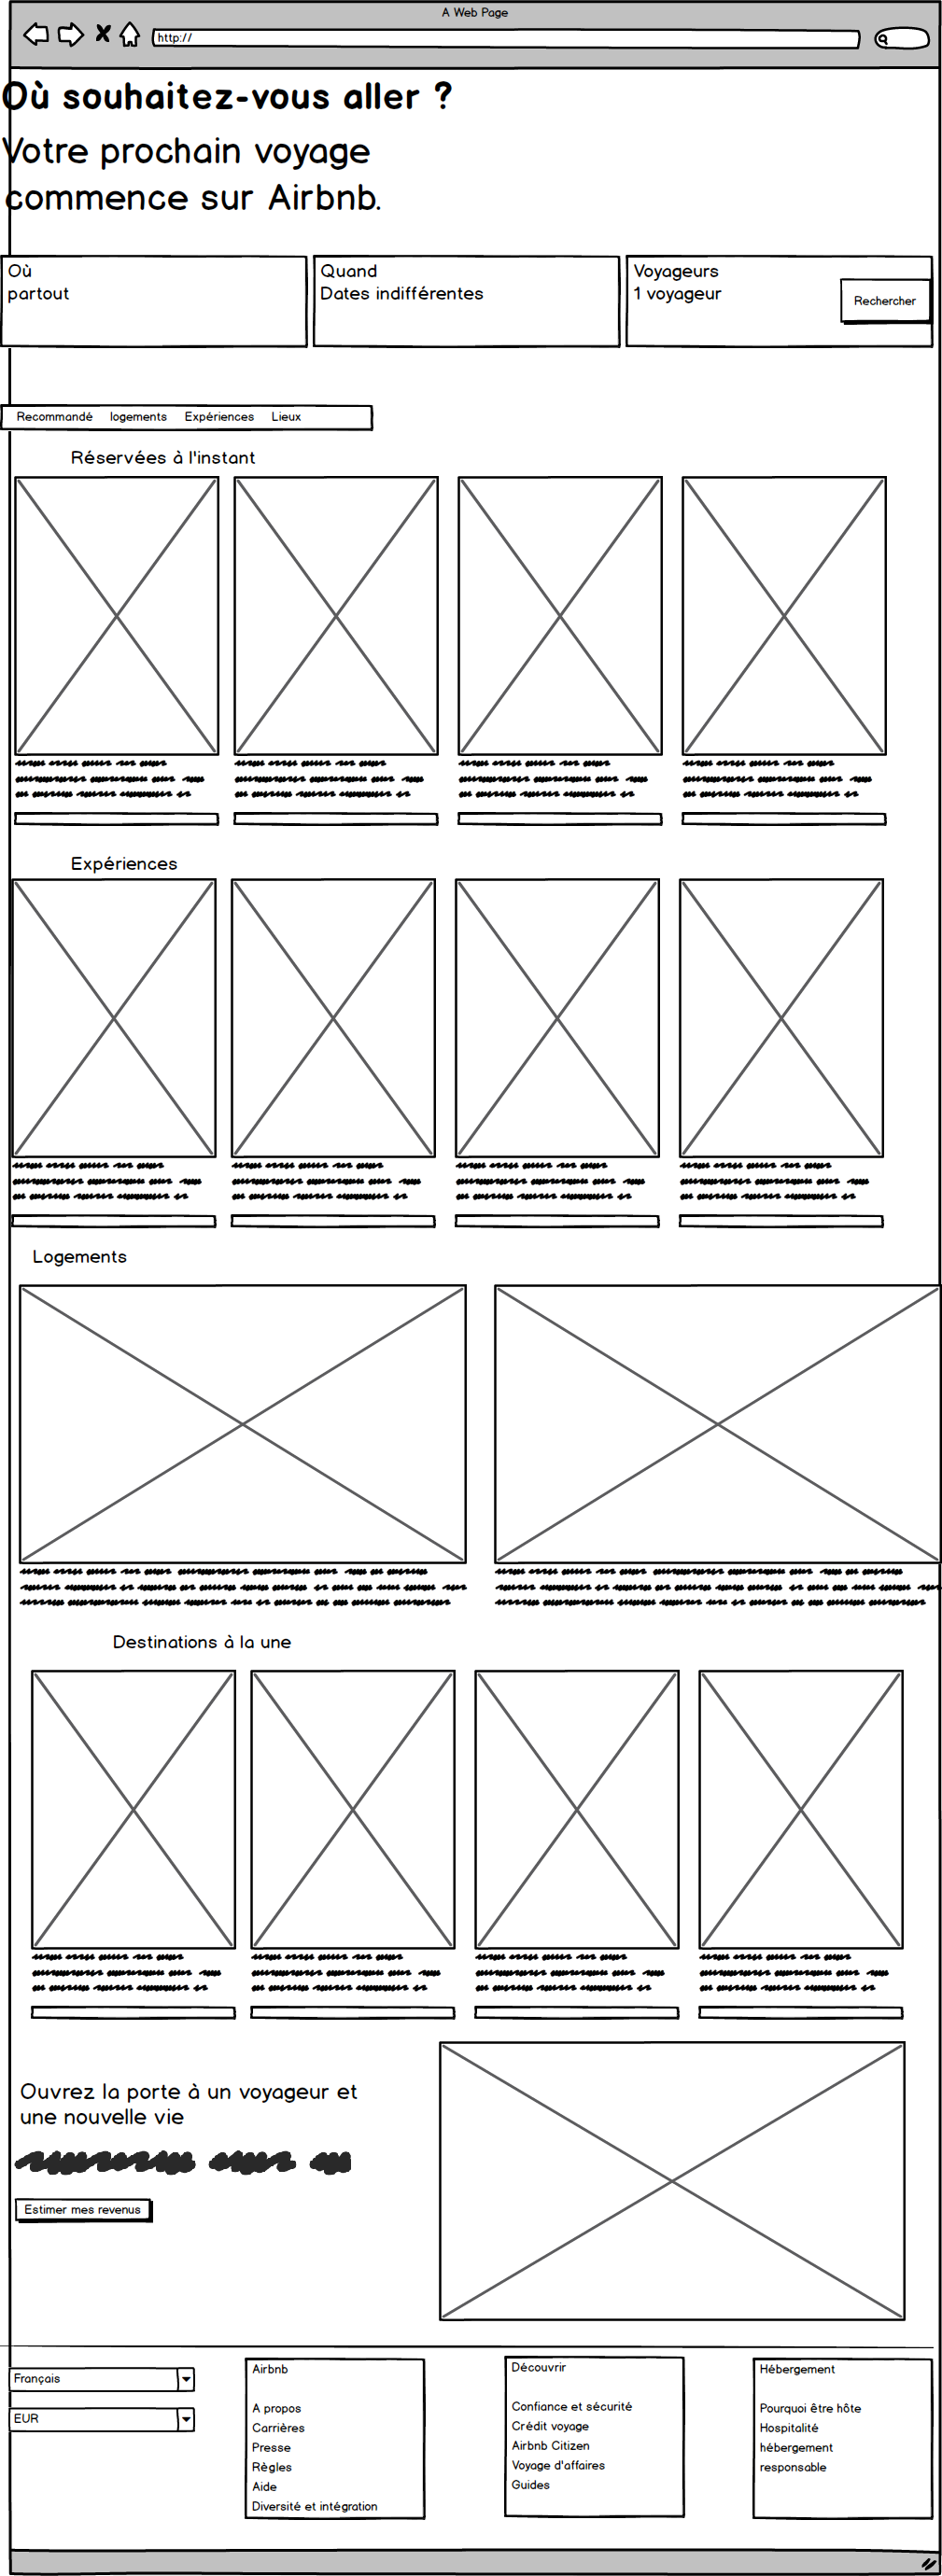 A Web Page
http://
Où souhaitez-vous aller ?
Votre prochain voyage
commence sur Airbnb.
Où
partout
Quand
Dates indifférentes
Voyageurs
1 voyageur
Rechercher
Recommandé logements Expériences Lieux
Réservées à l'instant
Expériences
Logements
Destinations à la une
Ouvrez la porte à un voyageur et
une nouvelle vie
Estimer mes revenus
Français
EUR
Airbnb
A propos
Carrières
Presse
Règles
Aide
Diversité et intégration
Découvrir
Confiance et sécurité
Crédit voyage
Airbnb Citizen
Voyage d'affaires
Guides
Hébergement
Pourquoi être hôte
Hospitalité
hébergement
responsable